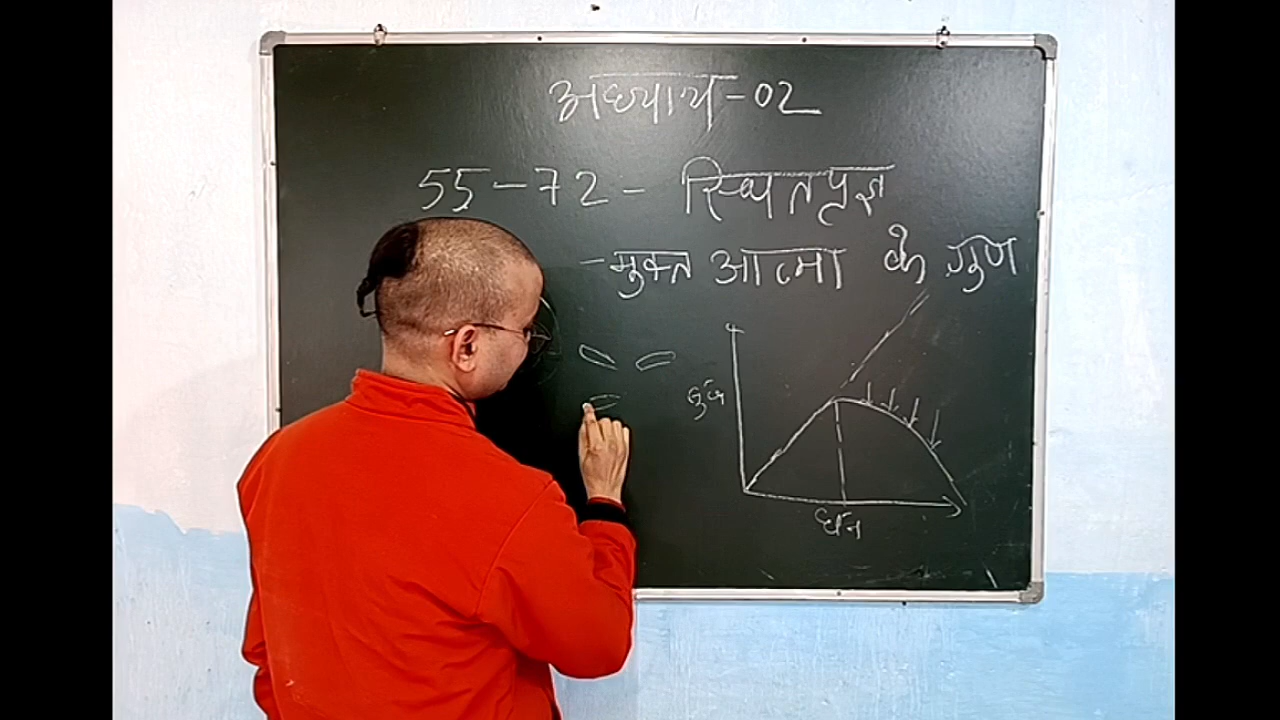 अध्याय-02
55-72- स्थितप्रज्ञ
-मुक्त आत्मा के गुण
धन